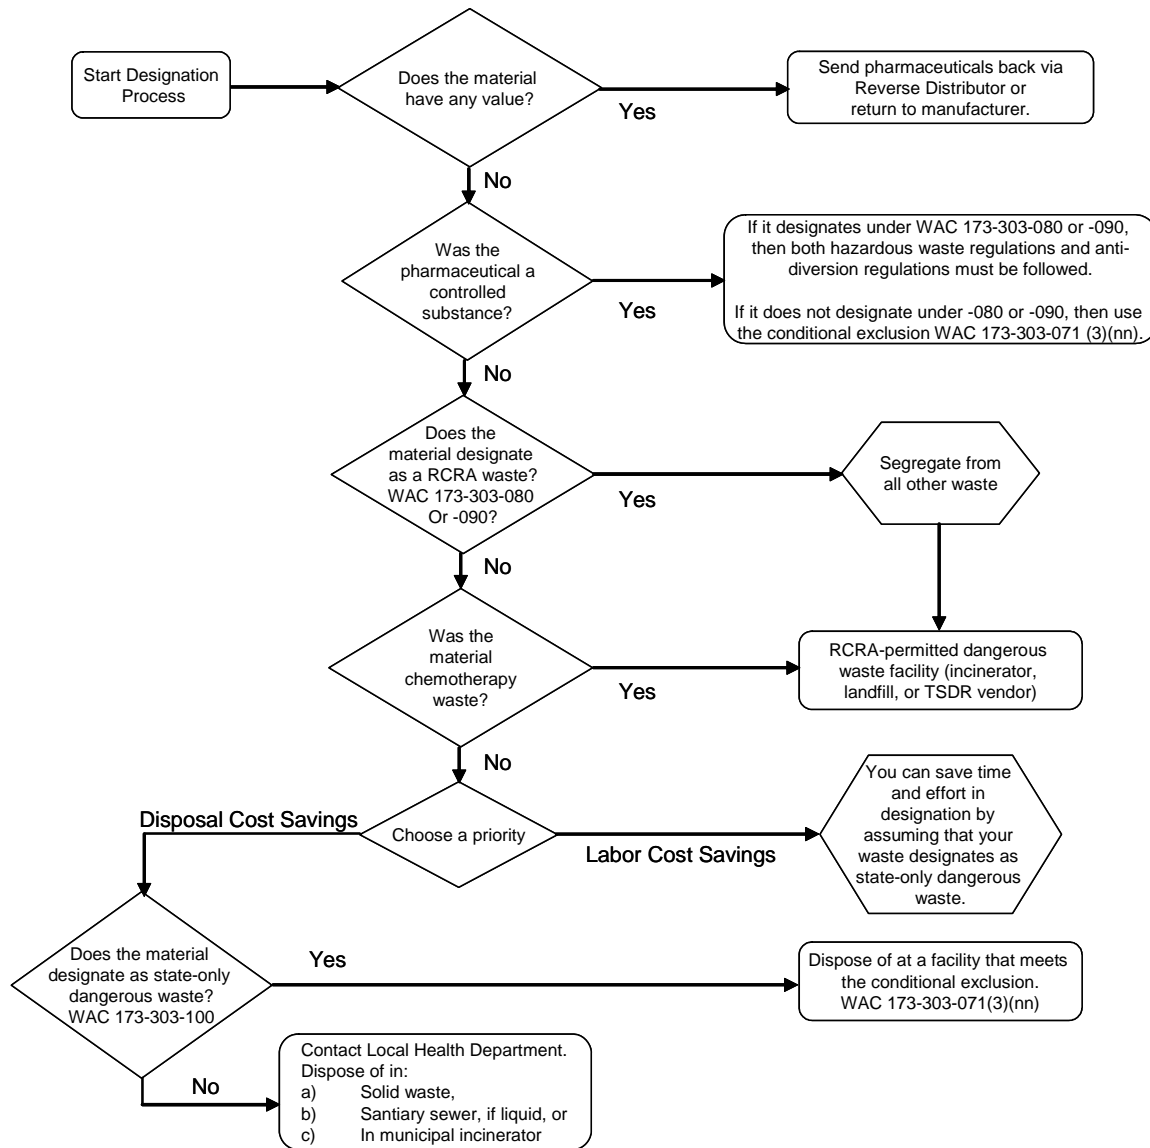 Start Designation
Process
Does the material
have any value?
Yes
Send pharmaceuticals back via
Reverse Distributor or
return to manufacturer.
No
Was the
pharmaceutical a
controlled
substance?
Yes
If it designates under WAC 173-303-080 or -090,
then both hazardous waste regulations and anti-
diversion regulations must be followed.
If it does not designate under -080 or -090, then use
the conditional exclusion WAC 173-303-071 (3)(nn).
No
Does the
material designate
as a RCRA waste?
WAC 173-303-080
Or -090?
Yes
Segregate from
all other waste
No
Was the
material
chemotherapy
waste?
Yes
RCRA-permitted dangerous
waste facility (incinerator,
landfill, or TSDR vendor)
No
Choose a priority
Disposal Cost Savings
Labor Cost Savings
You can save time
and effort in
designation by
assuming that your
waste designates as
state-only dangerous
waste.
Does the material
designate as state-only
dangerous waste?
WAC 173-303-100
Yes
Dispose of at a facility that meets
the conditional exclusion.
WAC 173-303-071(3)(nn)
No
Contact Local Health Department.
Dispose of in:
a) Solid waste,
b) Santiary sewer, if liquid, or
c) In municipal incinerator